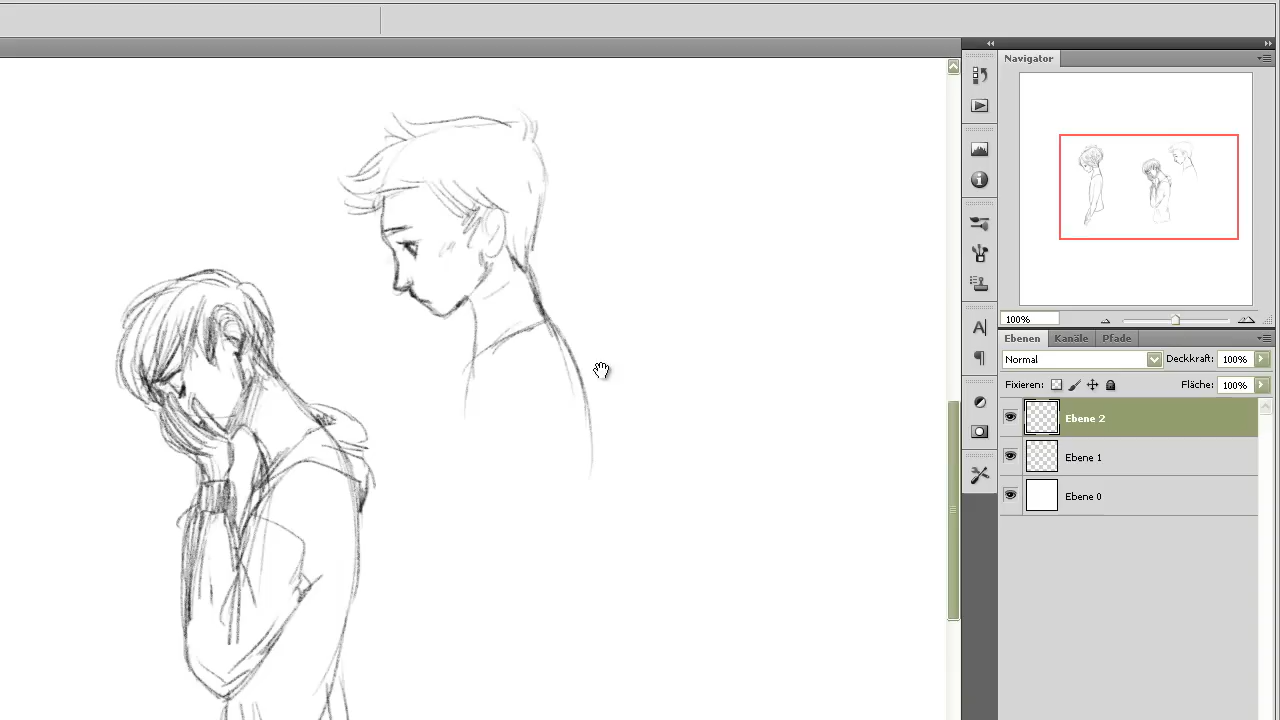 Navigator
100%
Ebenen Kanäle Pfade
Normal Deckkraft: 100%
Fixieren: Fläche: 100%
Ebene 2
Ebene 1
Ebene 0